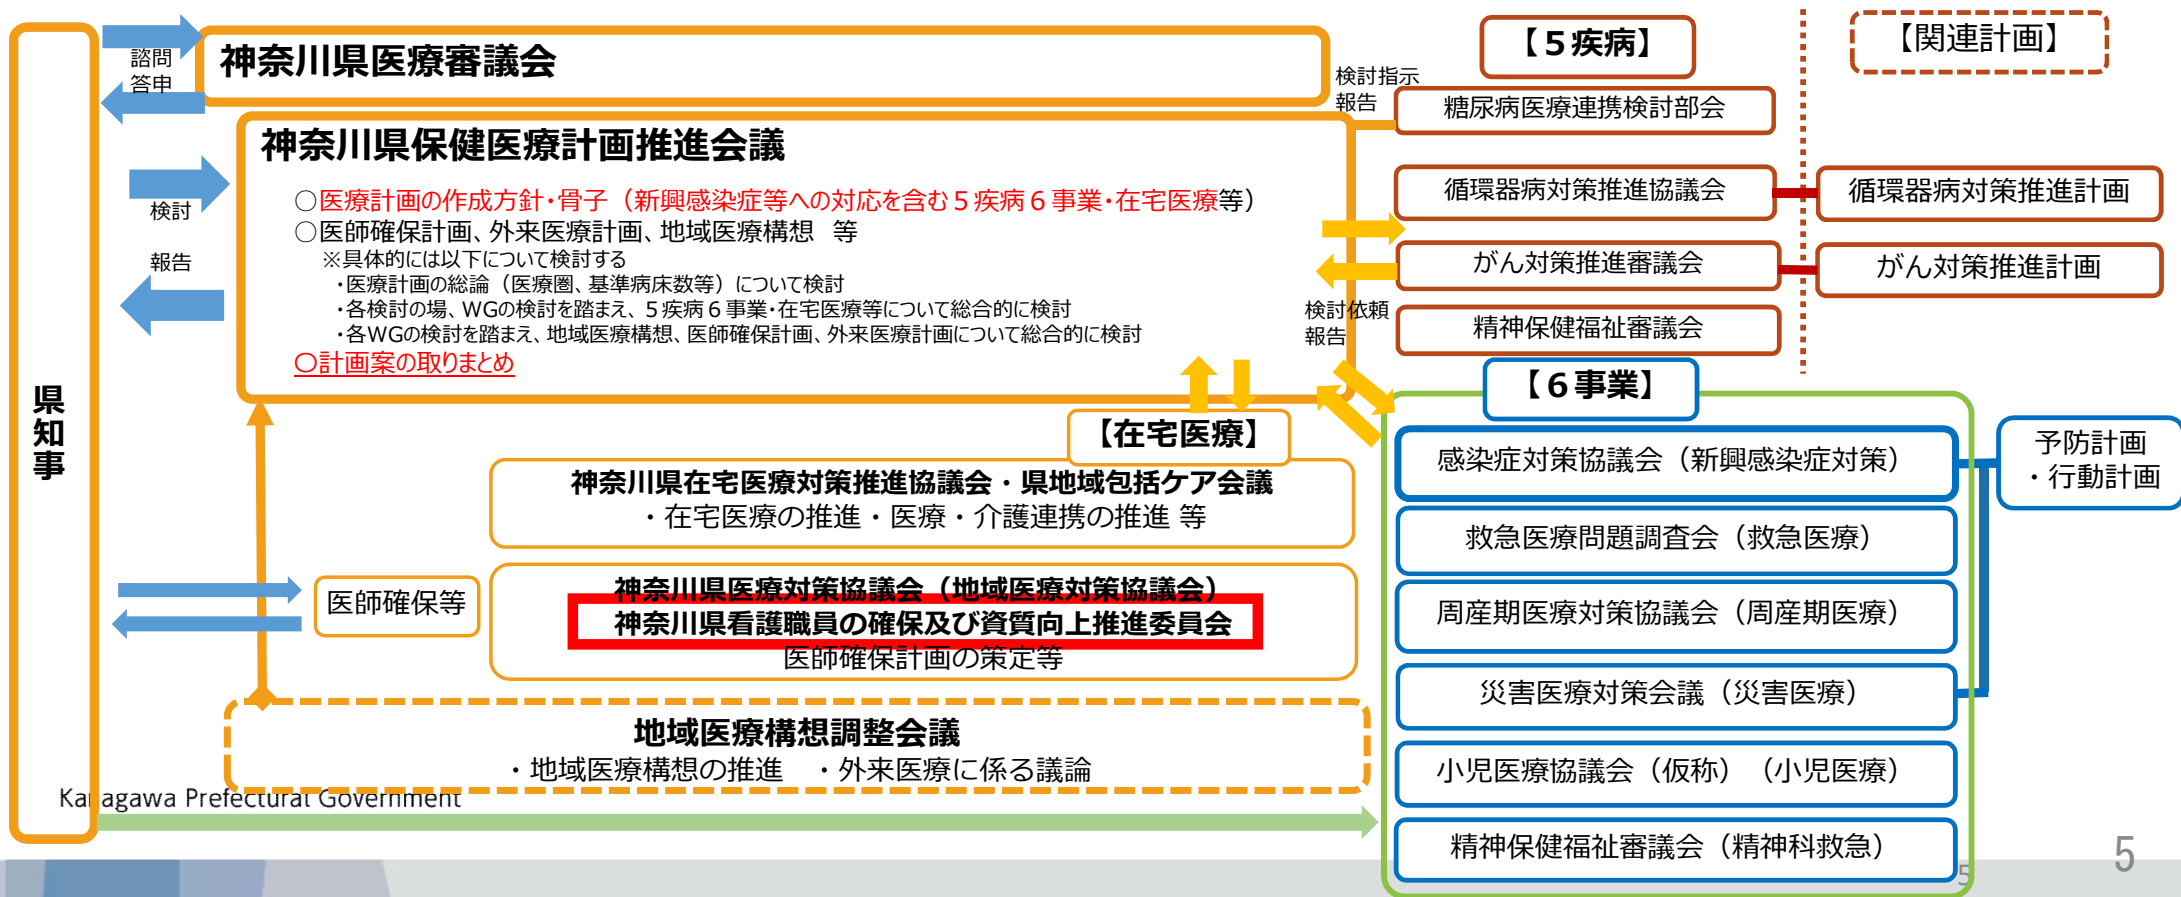 県知事
諮問
答申
神奈川県医療審議会
検討指示
報告
検討
報告
神奈川県保健医療計画推進会議
○医療計画の作成方針・骨子（新興感染症等への対応を含む５疾病６事業・在宅医療等）
○医師確保計画、外来医療計画、地域医療構想　等
※具体的には以下について検討する
・医療計画の総論（医療圏、基準病床数等）について検討
・各検討の場、WGの検討を踏まえ、５疾病６事業・在宅医療等について総合的に検討
・各WGの検討を踏まえ、地域医療構想、医師確保計画、外来医療計画について総合的に検討
○計画案の取りまとめ
検討依頼
報告
【５疾病】
糖尿病医療連携検討部会
循環器病対策推進協議会
がん対策推進審議会
精神保健福祉審議会
【関連計画】
循環器病対策推進計画
がん対策推進計画
【在宅医療】
神奈川県在宅医療対策推進協議会・県地域包括ケア会議
・在宅医療の推進・医療・介護連携の推進 等
医師確保等
神奈川県医療対策協議会（地域医療対策協議会）
神奈川県看護職員の確保及び資質向上推進委員会
医師確保計画の策定等
地域医療構想調整会議
・地域医療構想の推進　・外来医療に係る議論
【６事業】
感染症対策協議会（新興感染症対策）
救急医療問題調査会（救急医療）
周産期医療対策協議会（周産期医療）
災害医療対策会議（災害医療）
小児医療協議会（仮称）（小児医療）
精神保健福祉審議会（精神科救急）
予防計画
・行動計画
Kanagawa Prefectural Government
5
5